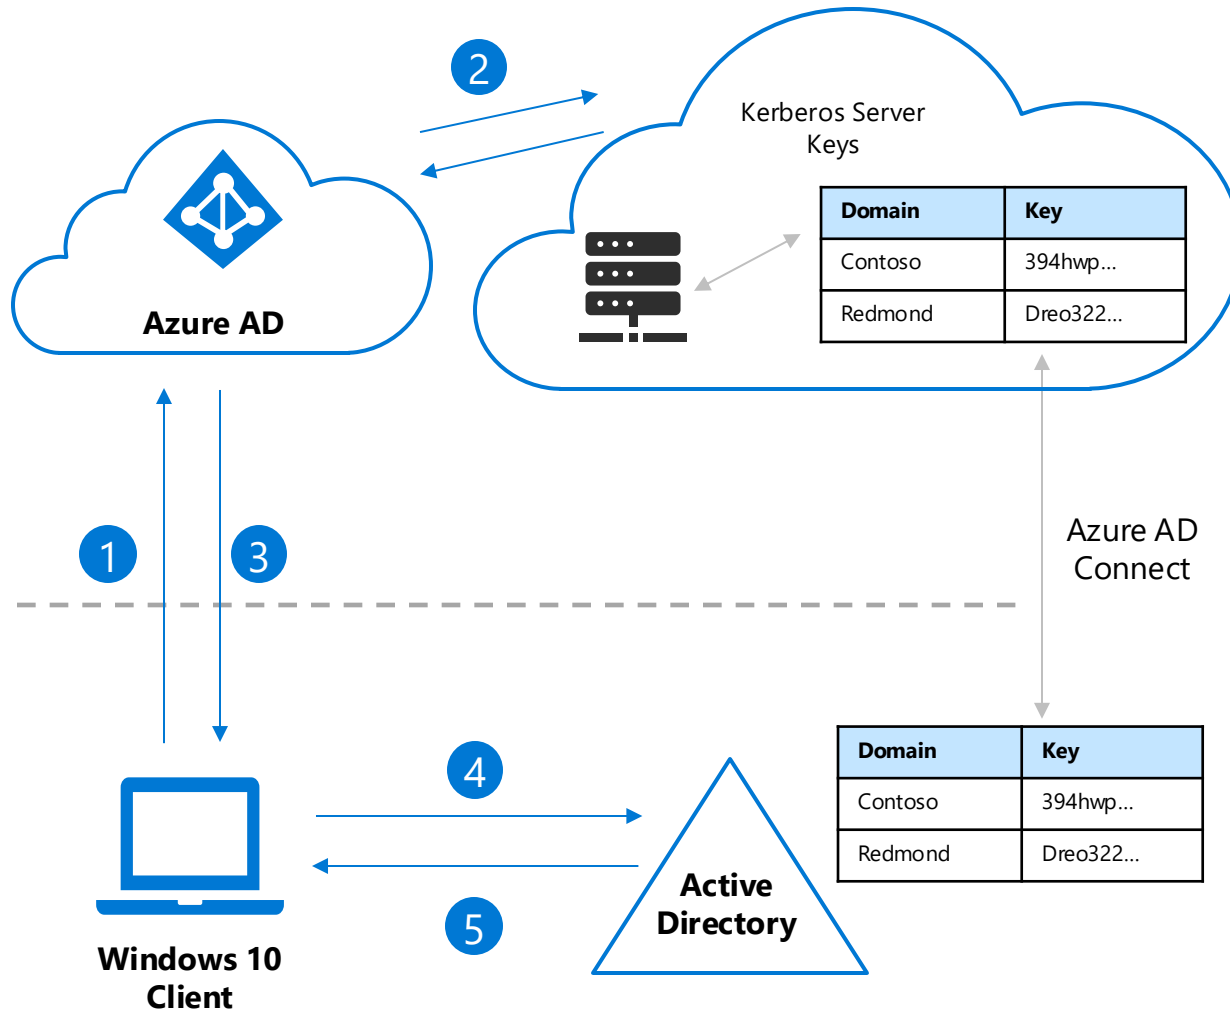 2
Kerberos Server
Keys
Domain Key
Contoso 394hwp...
Redmond Dreo322...
Azure AD
1
3
Azure AD
Connect
Domain Key
Contoso 394hwp...
Redmond Dreo322...
4
Active
Directory
5
Windows 10
Client